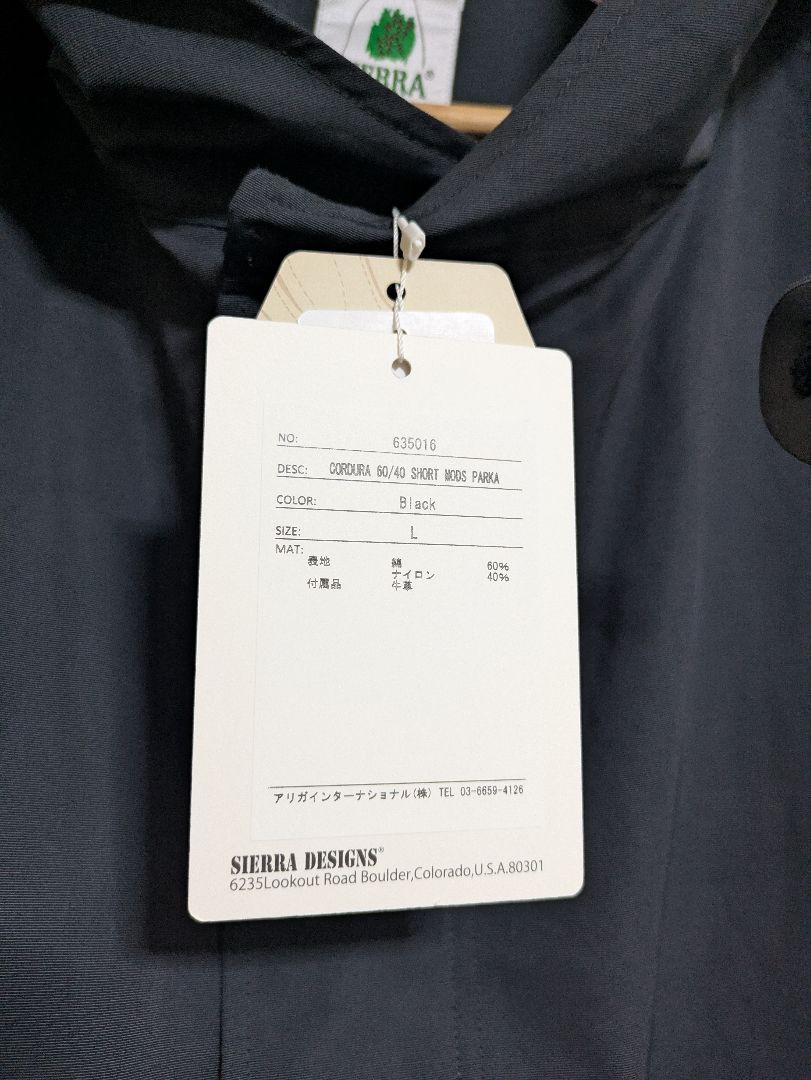 SIERRA®
NO: 635016
DESC: CORDURA 60/40 SHORT MODS PARKA
COLOR: Black
SIZE: L
MAT:
表地 綿 60%
ナイロン 40%
付属品 牛革
アリガインターナショナル(株) TEL 03-6659-4126
SIERRA DESIGNS®
6235Lookout Road Boulder,Colorado,U.S.A.80301